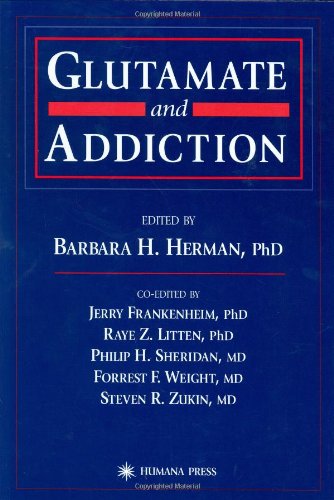 GLUTAMATE
and
ADDICTION
EDITED BY
BARBARA H. HERMAN, PHD
CO-EDITED BY
JERRY FRANKENHEIM, PHD
RAYE Z. LITTEN, PHD
PHILIP H. SHERIDAN, MD
FORREST F. WEIGHT, MD
STEVEN R. ZUKIN, MD
HUMANA PRESS